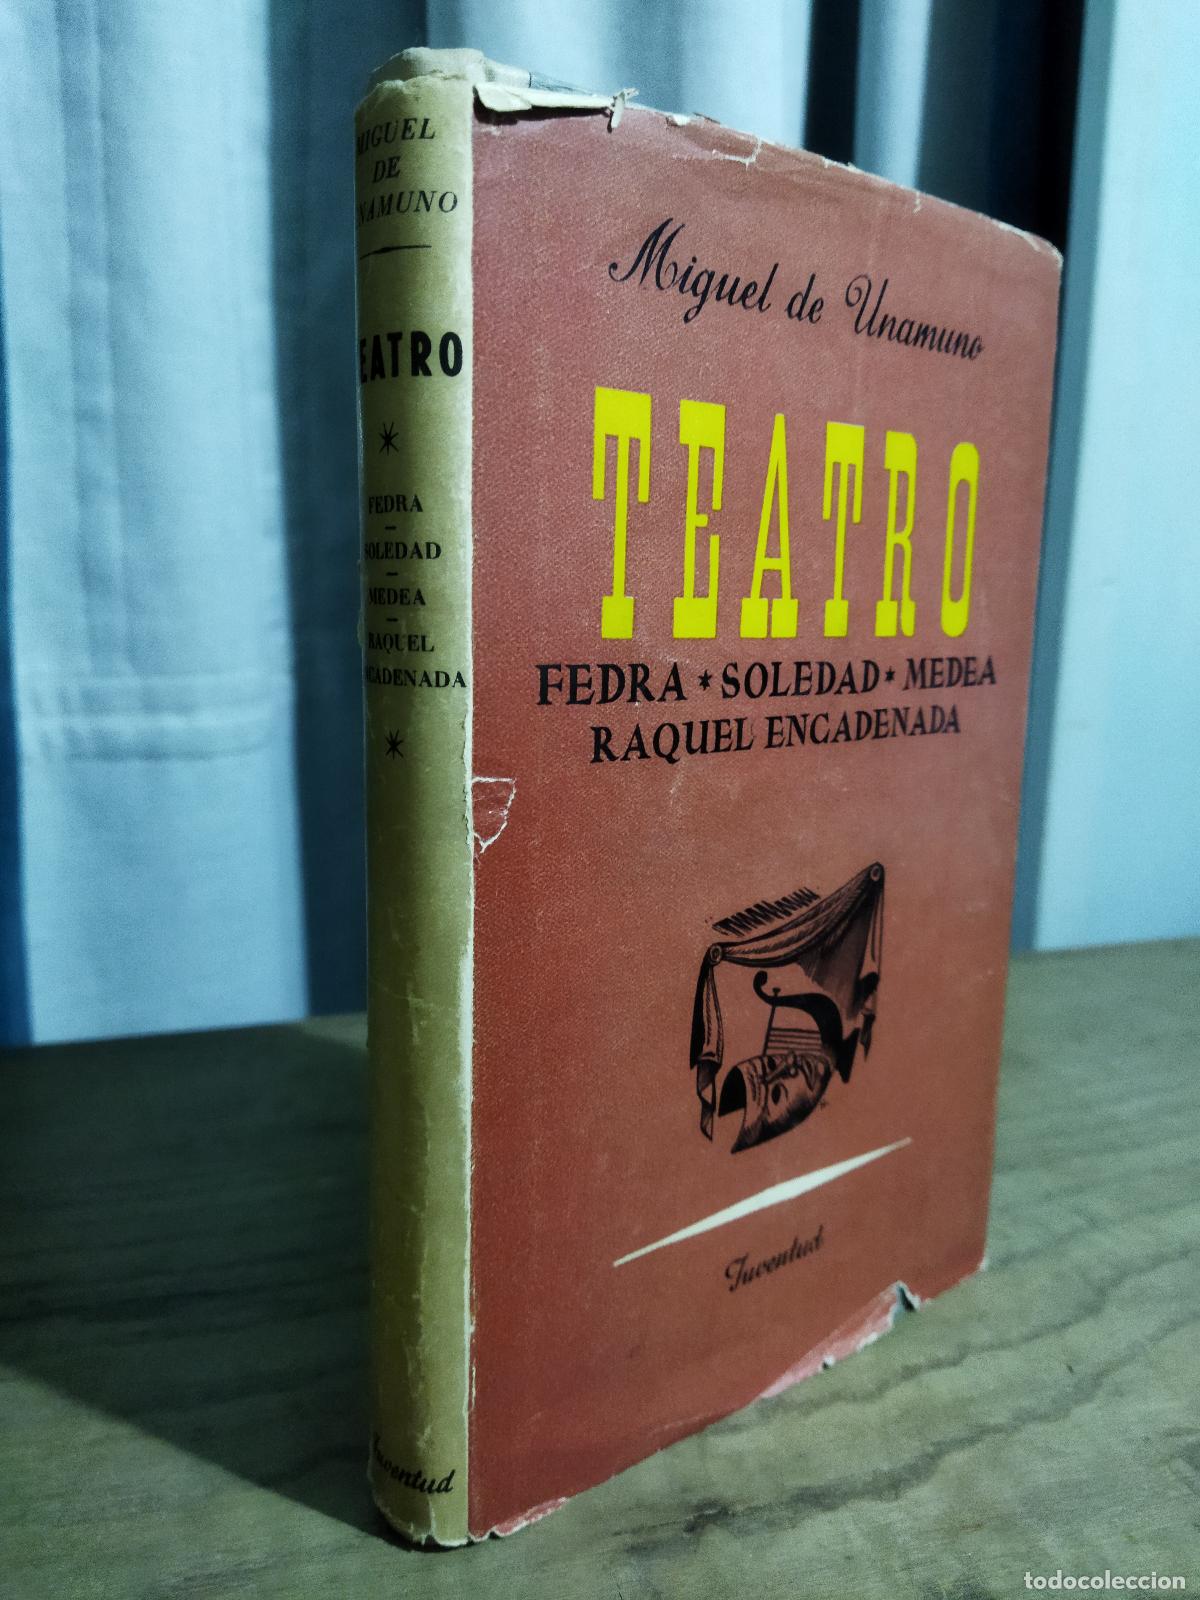 MIGUEL
DE
UNAMUNO
TEATRO
*
FEDRA
-
SOLEDAD
-
MEDEA
-
RAQUEL
ENCADENADA
*
Juventud
Miguel de Unamuno
TEATRO
FEDRA * SOLEDAD * MEDEA
RAQUEL ENCADENADA
Juventud
todocoleccion